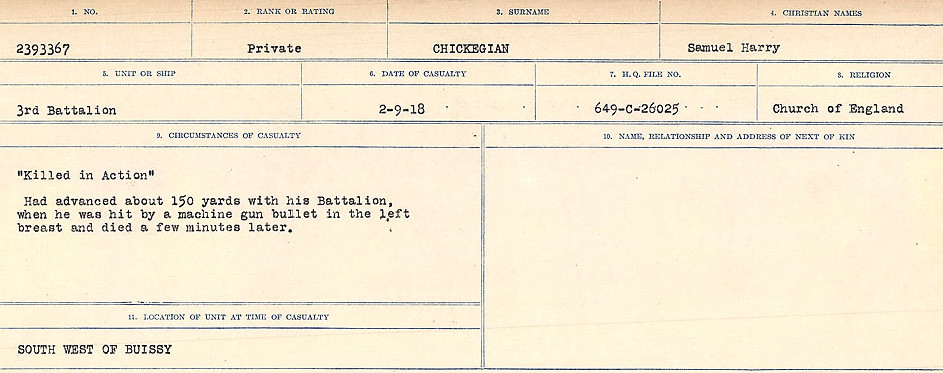 1. NO. 2. RANK OR RATING 3. SURNAME 4. CHRISTIAN NAMES
2393367 Private CHICKEGIAN Samuel Harry
5. UNIT OR SHIP 6. DATE OF CASUALTY 7. H.Q. FILE NO. 8. RELIGION
3rd Battalion 2-9-18 649-C-26025 Church of England
9. CIRCUMSTANCES OF CASUALTY
"Killed in Action"
Had advanced about 150 yards with his Battalion,
when he was hit by a machine gun bullet in the left
breast and died a few minutes later.
10. NAME, RELATIONSHIP AND ADDRESS OF NEXT OF KIN
11. LOCATION OF UNIT AT TIME OF CASUALTY
SOUTH WEST OF BUISSY